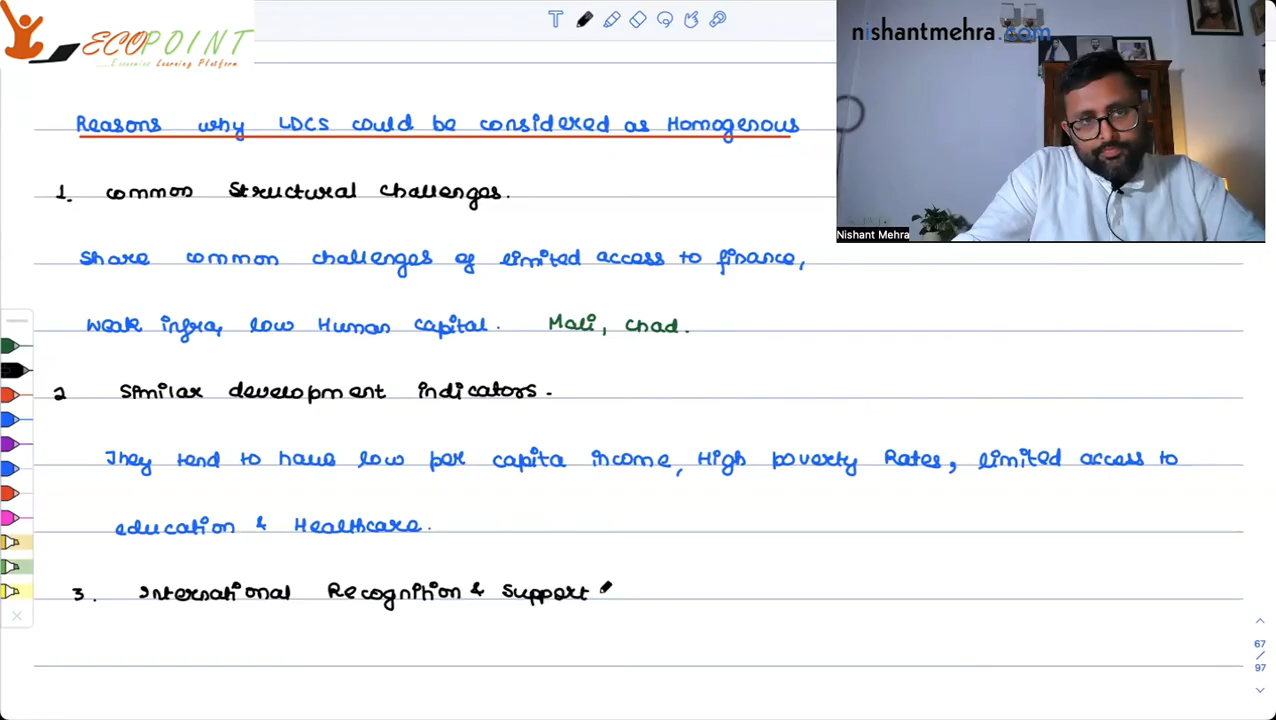 ECOPOINT
Economics Learning Platform
nishantmehra.com
Nishant Mehra
Reasons why LDCS could be considered as Homogenous
1. common Structural challenges.
Share common challenges of limited access to finance,
Weak infra, low Human capital. Mali, Chad.
2 Similar development indicators.
They tend to have low per capita income, High poverty Rates, limited access to
education & Healthcare.
3. International Recognition & Support
67
/
97